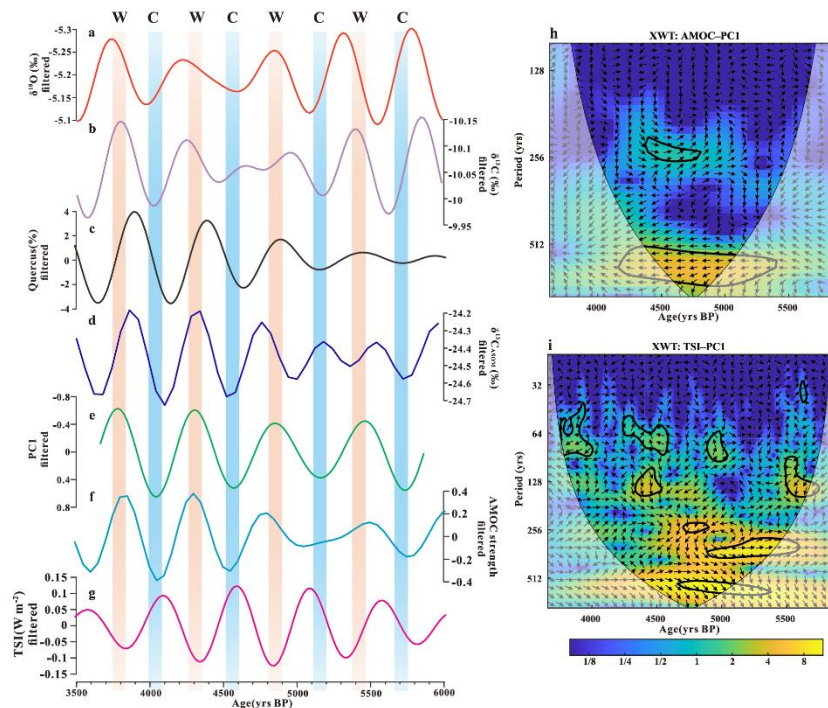 W C W C W C W C
a
-5.3
-5.25
-5.2
-5.15
-5.1
δ¹⁸O (‰)
filtered
b
-10.15
-10.1
-10.05
-10
-9.95
δ¹³C (‰)
filtered
c
4
2
0
-2
-4
Quercus(%)
filtered
d
-24.2
-24.3
-24.4
-24.5
-24.6
-24.7
filtered
e
-0.8
-0.4
0
0.4
0.8
PC1
filtered
f
0.4
0.2
0
-0.2
-0.4
AMOC strength
filtered
g
0.15
0.1
0.05
0
-0.05
-0.1
-0.15
TSI(W m⁻²)
filtered
3500 4000 4500 5000 5500 6000
Age(yrs BP)
h XWT: AMOC–PC1
128
256
512
Period (yrs)
4000 4500 5000 5500
Age(yrs BP)
i XWT: TSI–PC1
32
64
128
256
512
Period (yrs)
4000 4500 5000 5500
Age(yrs BP)
1/8 1/4 1/2 1 2 4 8